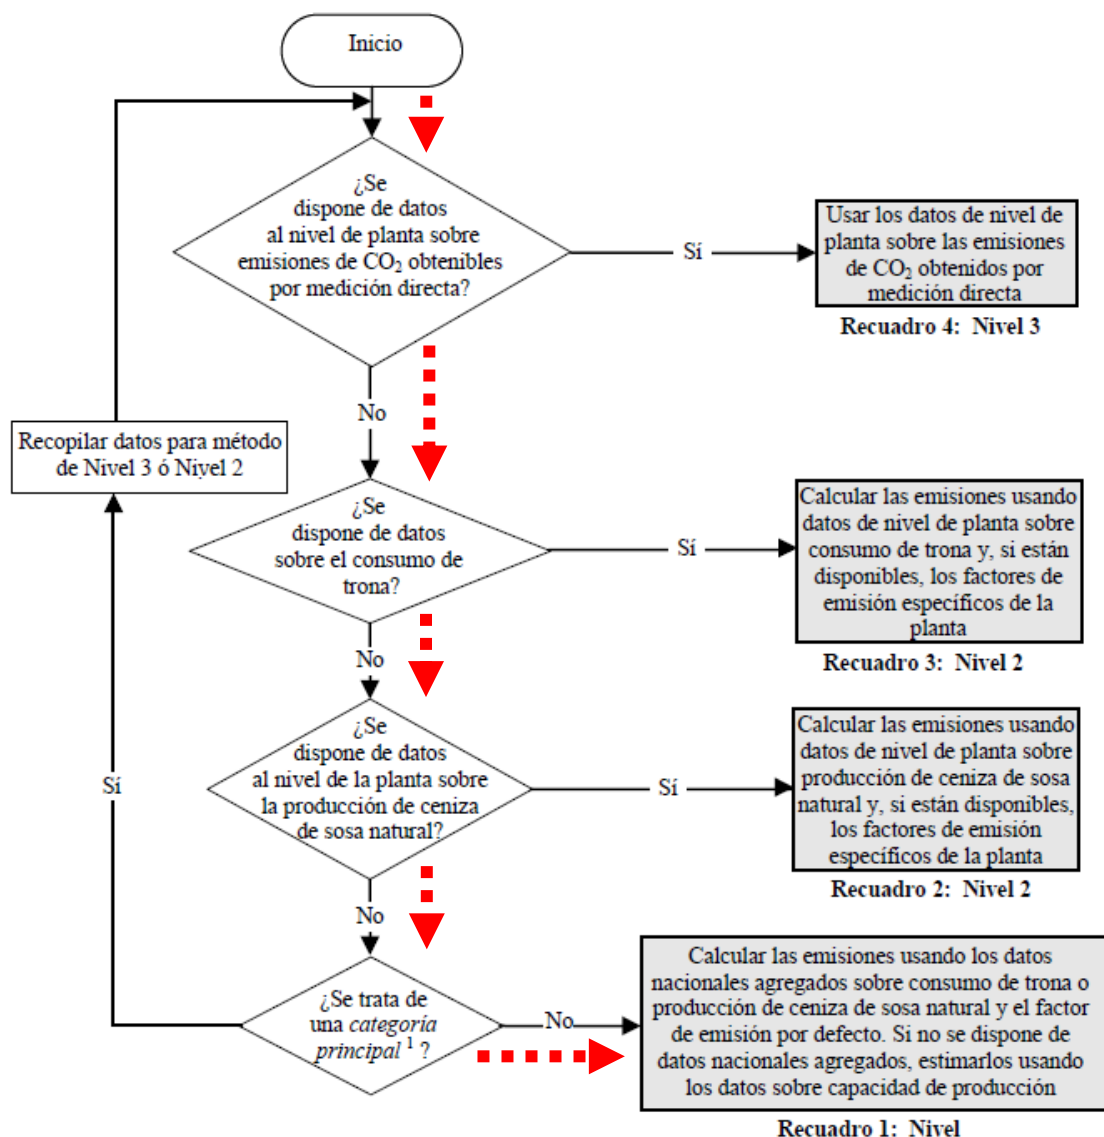 Inicio
¿Se
dispone de datos
al nivel de planta sobre
emisiones de CO₂ obtenibles
por medición directa?
Sí
Usar los datos de nivel de
planta sobre las emisiones
de CO₂ obtenidos por
medición directa
Recuadro 4: Nivel 3
No
Recopilar datos para método
de Nivel 3 ó Nivel 2
¿Se
dispone de datos
sobre el consumo de
trona?
Sí
Calcular las emisiones usando
datos de nivel de planta sobre
consumo de trona y, si están
disponibles, los factores de
emisión específicos de la
planta
Recuadro 3: Nivel 2
No
¿Se
dispone de datos
al nivel de la planta sobre
la producción de ceniza
de sosa natural?
Sí
Sí
Calcular las emisiones usando
datos de nivel de planta sobre
producción de ceniza de sosa
natural y, si están disponibles,
los factores de emisión
específicos de la planta
Recuadro 2: Nivel 2
No
¿Se trata de
una categoría
principal ¹ ?
No
Calcular las emisiones usando los datos
nacionales agregados sobre consumo de trona o
producción de ceniza de sosa natural y el factor
de emisión por defecto. Si no se dispone de
datos nacionales agregados, estimarlos usando
los datos sobre capacidad de producción
Recuadro 1: Nivel